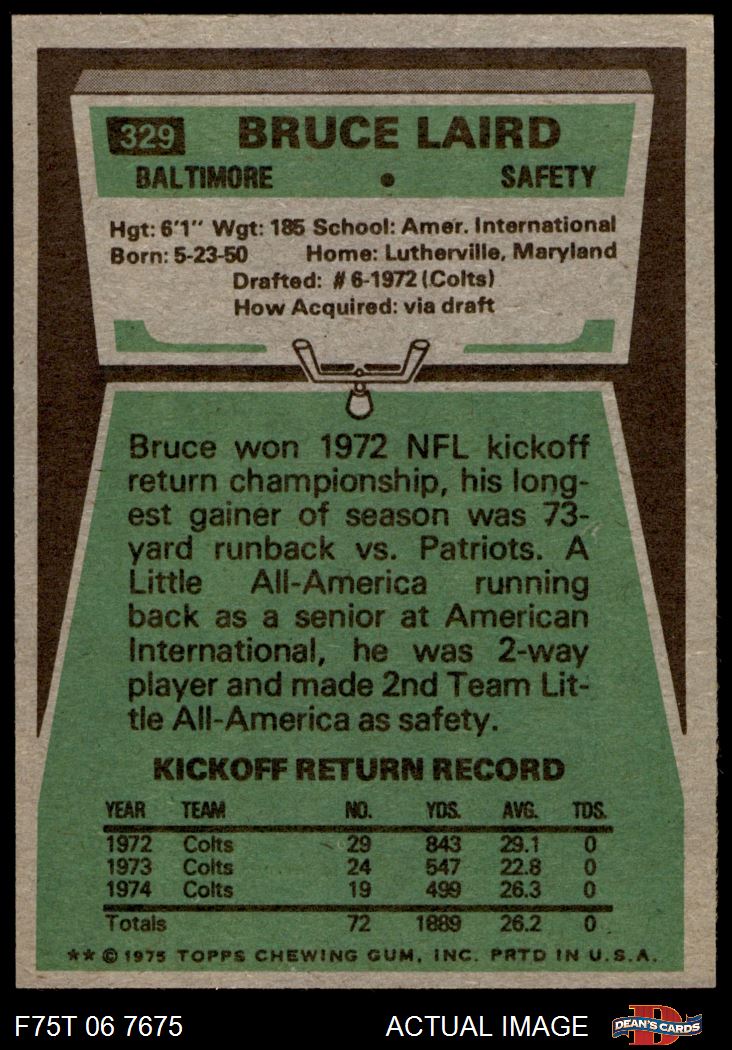 329 BRUCE LAIRD
BALTIMORE • SAFETY
Hgt: 6'1" Wgt: 185 School: Amer. International
Born: 5-23-50 Home: Lutherville, Maryland
Drafted: #6-1972 (Colts)
How Acquired: via draft
Bruce won 1972 NFL kickoff
return championship, his long-
est gainer of season was 73-
yard runback vs. Patriots. A
Little All-America running
back as a senior at American
International, he was 2-way
player and made 2nd Team Lit-
tle All-America as safety.
KICKOFF RETURN RECORD
YEAR TEAM NO. YDS. AVG. TDS.
1972 Colts 29 843 29.1 0
1973 Colts 24 547 22.8 0
1974 Colts 19 499 26.3 0
Totals 72 1889 26.2 0
** © 1975 TOPPS CHEWING GUM, INC. PRTD IN U.S.A.
F75T 06 7675 ACTUAL IMAGE D DEAN'S CARDS